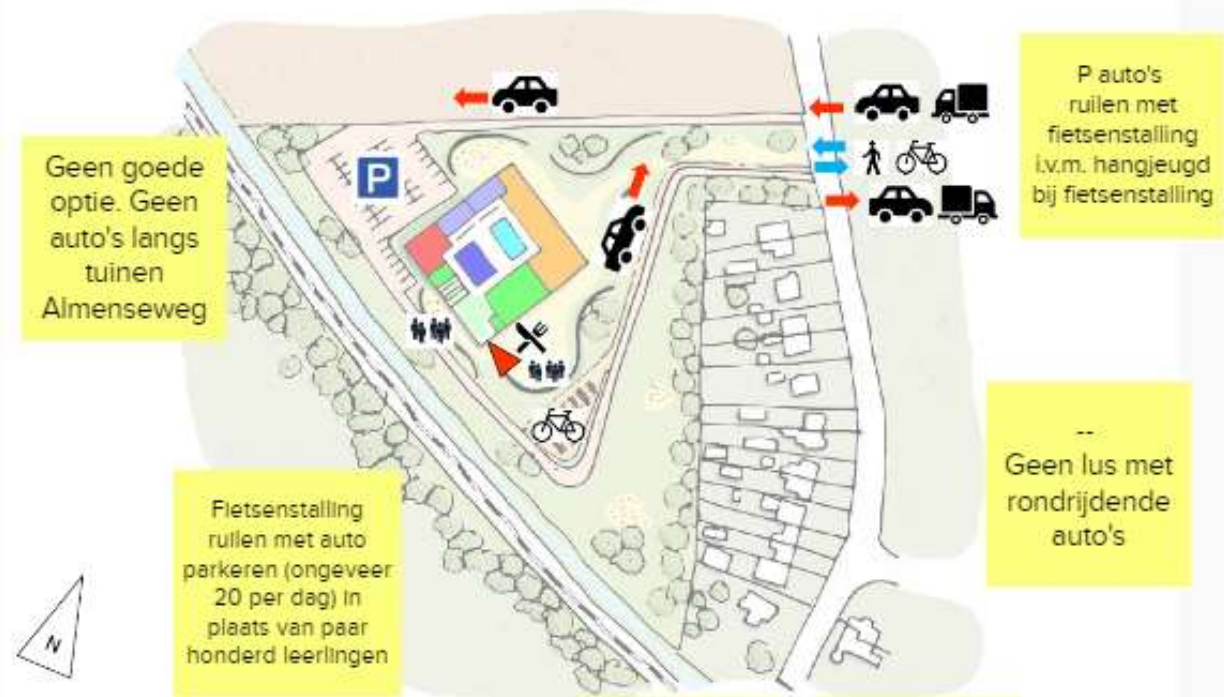 P auto's
ruilen met
fietsenstalling
i.v.m. hangjeugd
bij fietsenstalling
Geen goede
optie. Geen
auto's langs
tuinen
Almenseweg
P
--
Geen lus met
rondrijdende
auto's
Fietsenstalling
ruilen met auto
parkeren (ongeveer
20 per dag) in
plaats van paar
honderd leerlingen
N